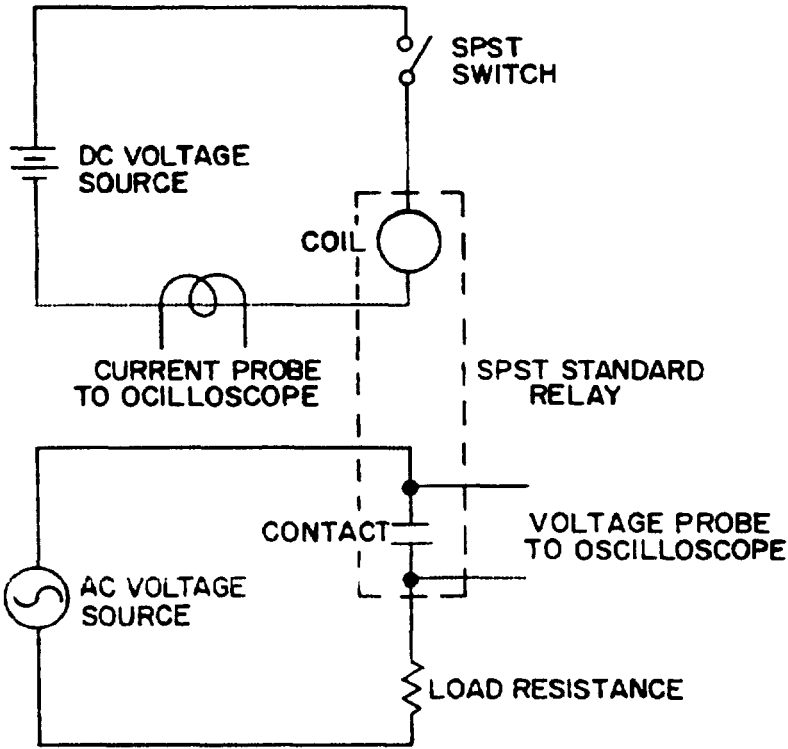 SPST
SWITCH
DC VOLTAGE
SOURCE
COIL
CURRENT PROBE
TO OCILLOSCOPE
SPST STANDARD
RELAY
CONTACT
VOLTAGE PROBE
TO OSCILLOSCOPE
AC VOLTAGE
SOURCE
LOAD RESISTANCE